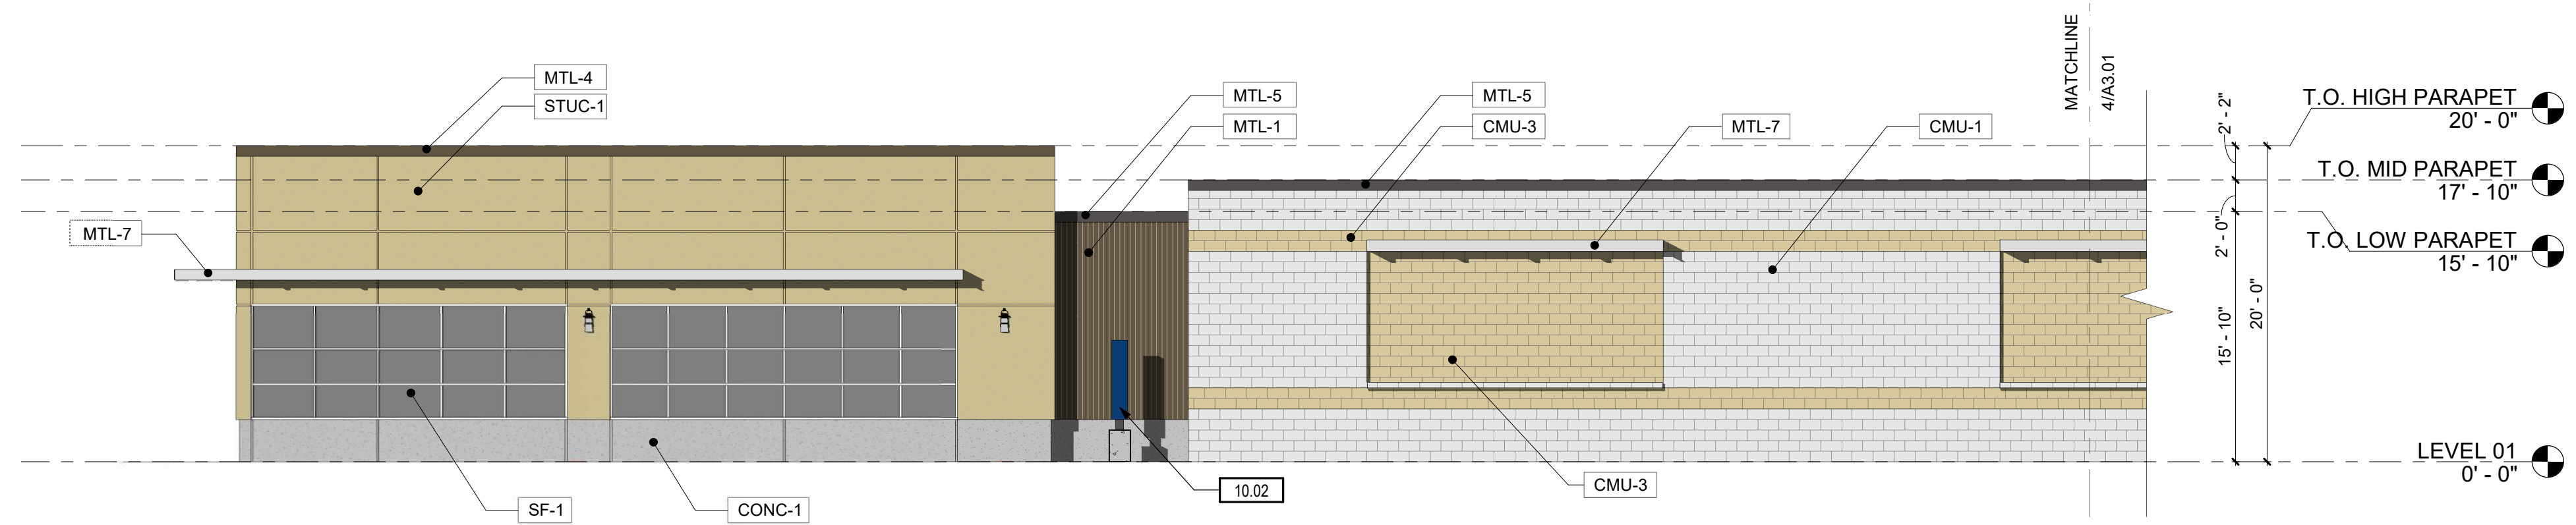 MTL-4
STUC-1
MTL-7
MTL-5
MTL-1
MTL-5
CMU-3
MTL-7
CMU-1
MATCHLINE
4/A3.01
2' - 2"
2' - 0"
15' - 10"
20' - 0"
T.O. HIGH PARAPET
20' - 0"
T.O. MID PARAPET
17' - 10"
T.O. LOW PARAPET
15' - 10"
LEVEL 01
0' - 0"
SF-1
CONC-1
10.02
CMU-3